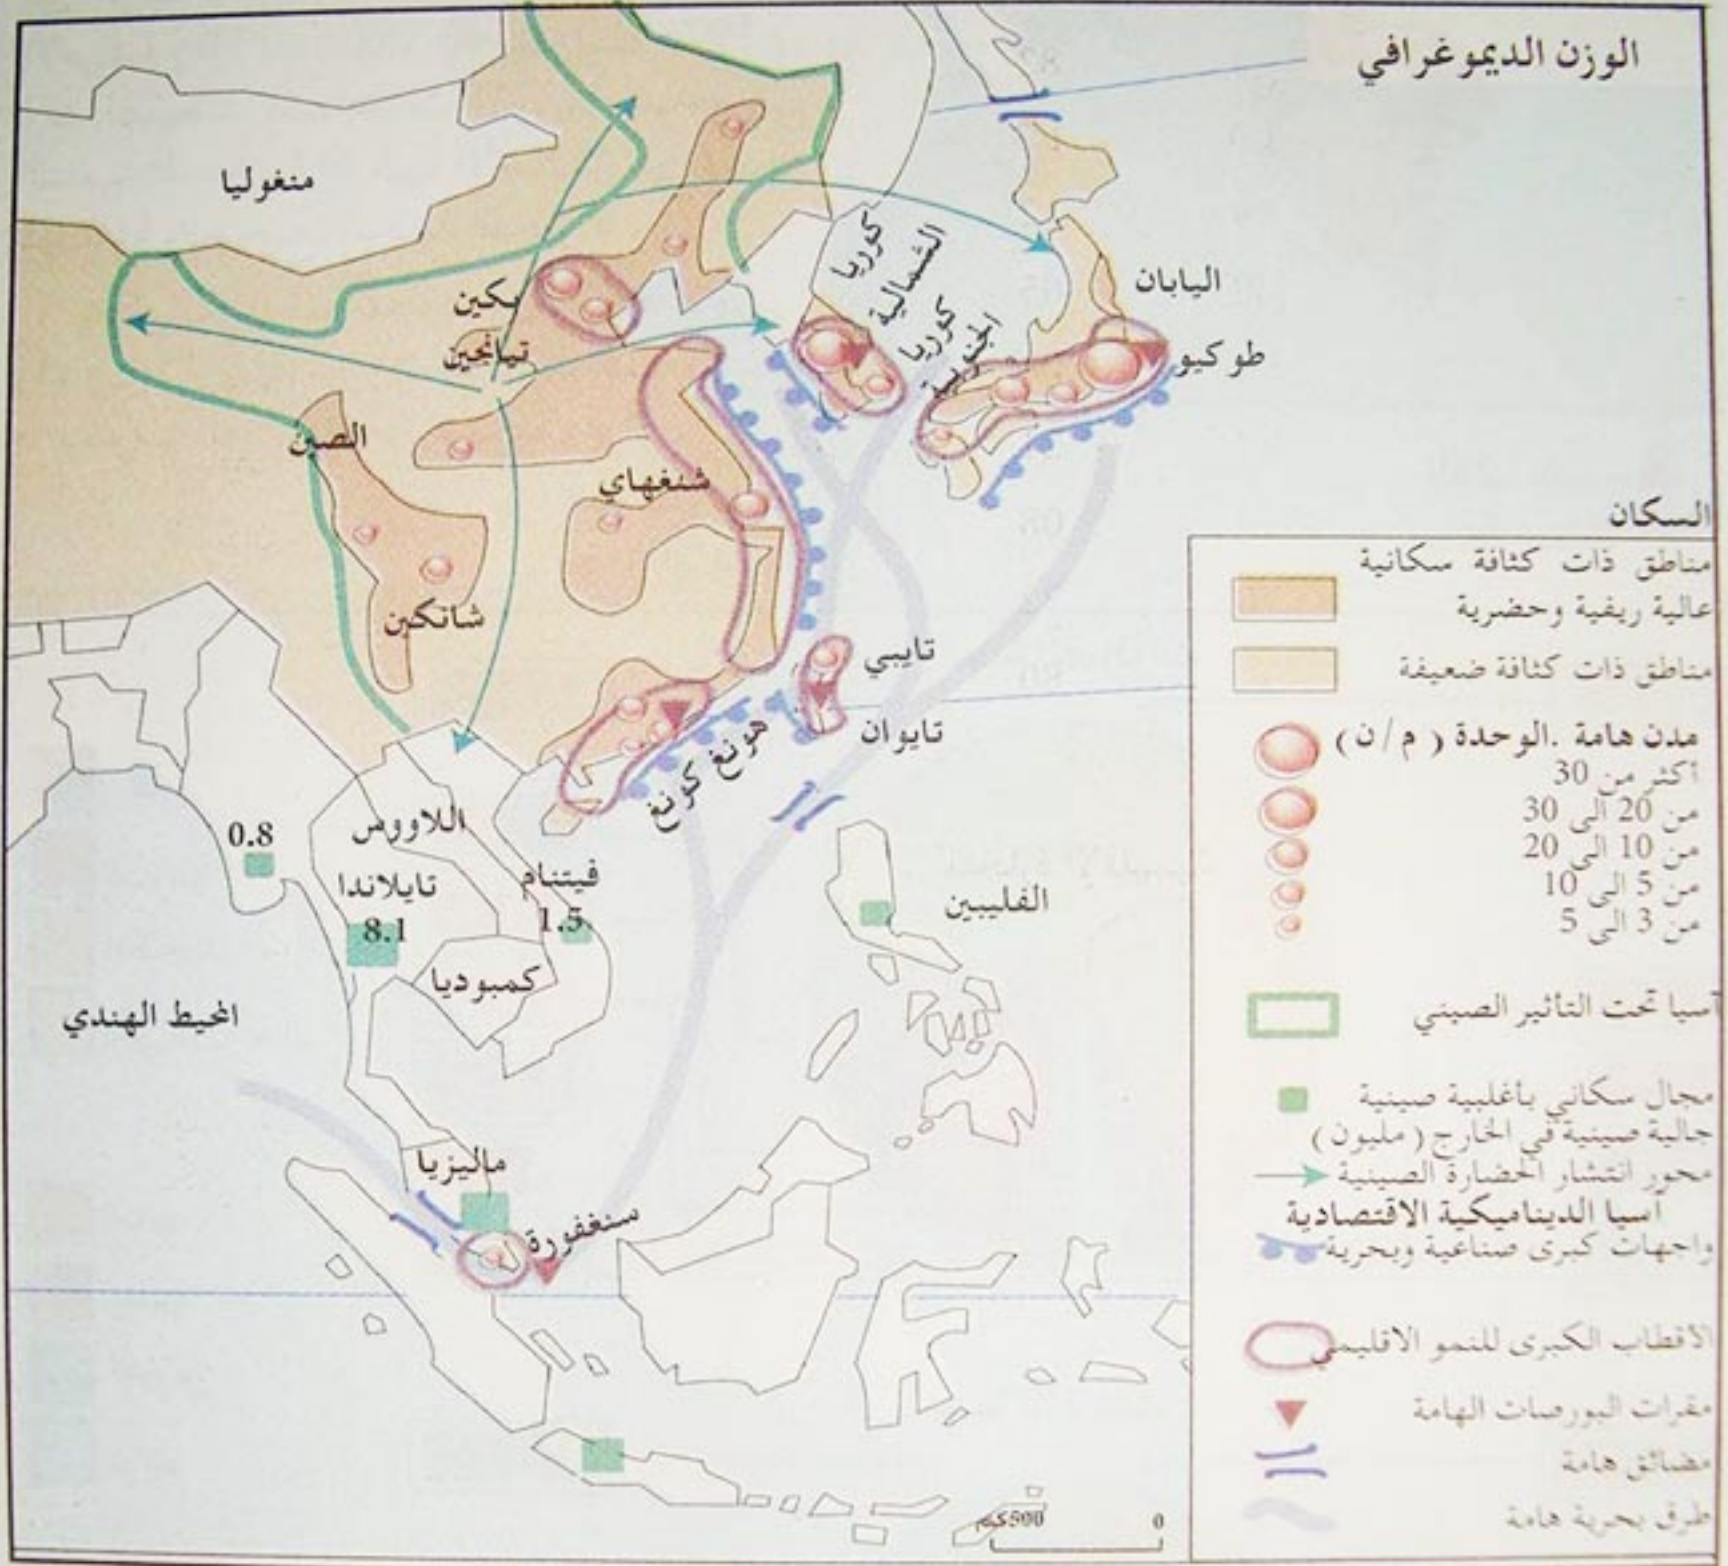 الوزن الديموغرافي
منغوليا
كوريا
الشمالية
كوريا
الجنوبية
اليابان
طوكيو
بكين
تيانجين
الصين
شنغهاي
شانكين
تايبي
تايوان
هونغ كونغ
اللاووس
0.8
تايلاندا
8.1
فيتنام
1.5
كمبوديا
الفليبين
المحيط الهندي
ماليزيا
سنغفورة
السكان
مناطق ذات كثافة سكانية
عالية ريفية وحضرية
مناطق ذات كثافة ضعيفة
مدن هامة .الوحدة ( م/ن )
أكثر من 30
من 20 الى 30
من 10 الى 20
من 5 الى 10
من 3 الى 5
آسيا تحت التأثير الصيني
مجال سكاني بأغلبية صينية
جالية صينية في الخارج ( مليون )
محور انتشار الحضارة الصينية
آسيا الديناميكية الاقتصادية
واجهات كبرى صناعية وبحرية
الاقطاب الكبرى للنمو الاقليمي
مقرات البورصات الهامة
مضائق هامة
طرق بحرية هامة
0 500كم